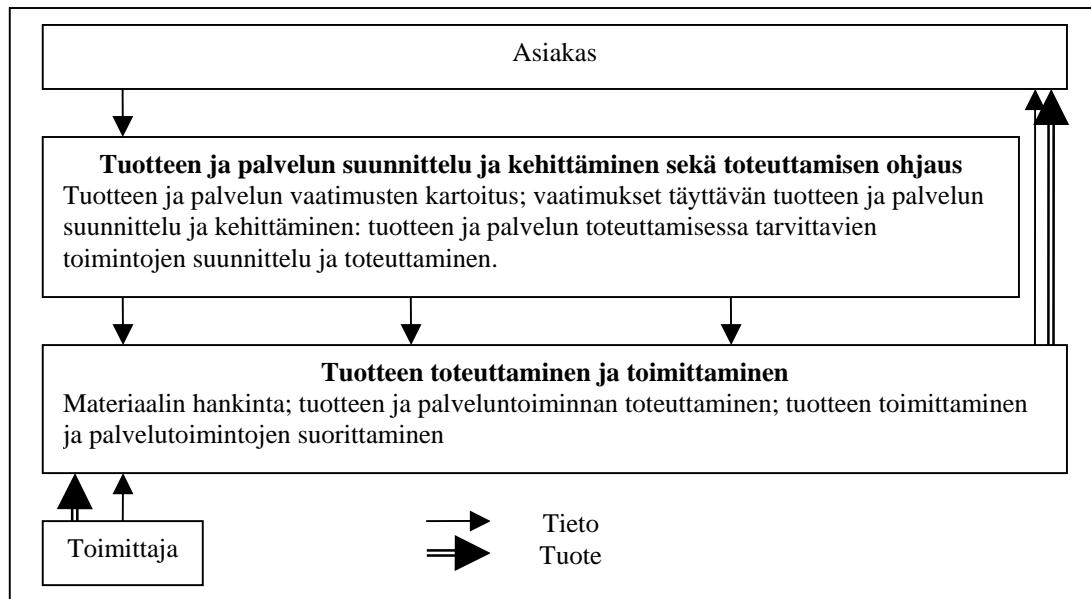 Asiakas
Tuotteen ja palvelun suunnittelu ja kehittäminen sekä toteuttamisen ohjaus
Tuotteen ja palvelun vaatimusten kartoitus; vaatimukset täyttävän tuotteen ja palvelun
suunnittelu ja kehittäminen: tuotteen ja palvelun toteuttamisessa tarvittavien
toimintojen suunnittelu ja toteuttaminen.
Tuotteen toteuttaminen ja toimittaminen
Materiaalin hankinta; tuotteen ja palveluntoiminnan toteuttaminen; tuotteen toimittaminen
ja palvelutoimintojen suorittaminen
Toimittaja
Tieto
Tuote